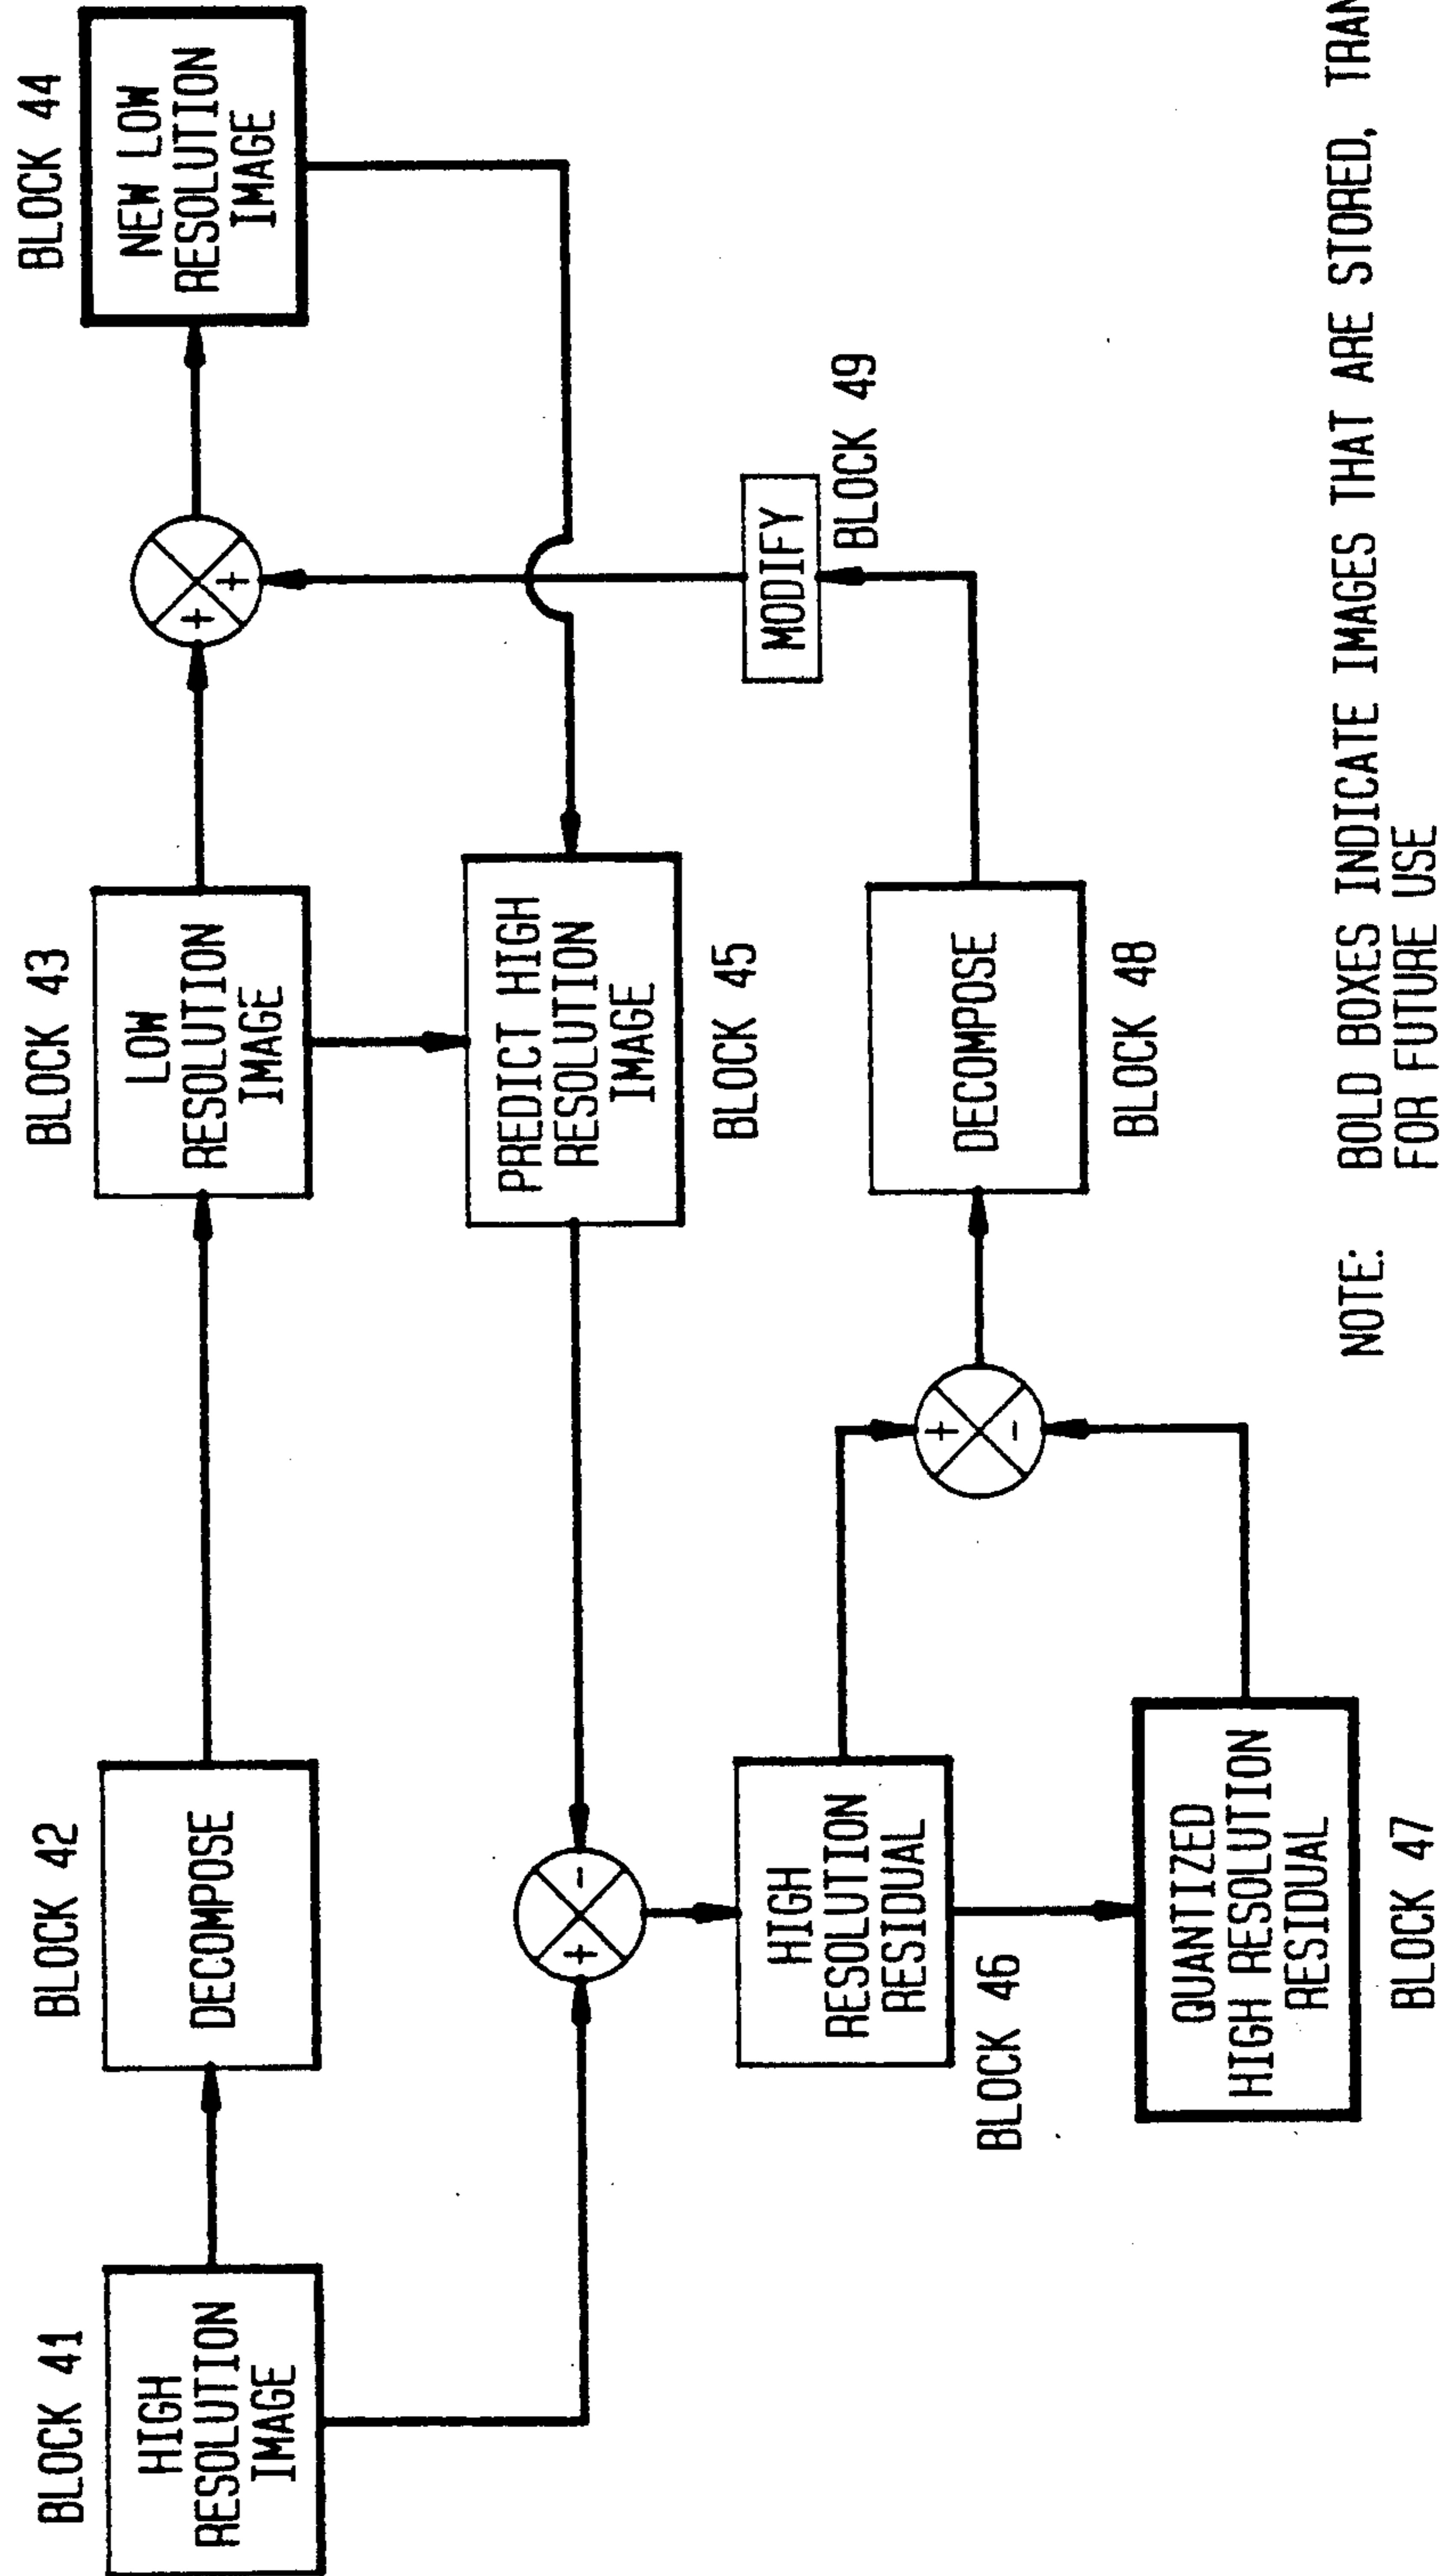 BLOCK 41
HIGH
RESOLUTION
IMAGE
BLOCK 42
DECOMPOSE
BLOCK 43
LOW
RESOLUTION
IMAGE
BLOCK 44
NEW LOW
RESOLUTION
IMAGE
+
+
PREDICT HIGH
RESOLUTION
IMAGE
BLOCK 45
+
-
MODIFY
BLOCK 49
HIGH
RESOLUTION
RESIDUAL
BLOCK 46
+
-
DECOMPOSE
BLOCK 48
QUANTIZED
HIGH RESOLUTION
RESIDUAL
BLOCK 47
NOTE: BOLD BOXES INDICATE IMAGES THAT ARE STORED,
FOR FUTURE USE